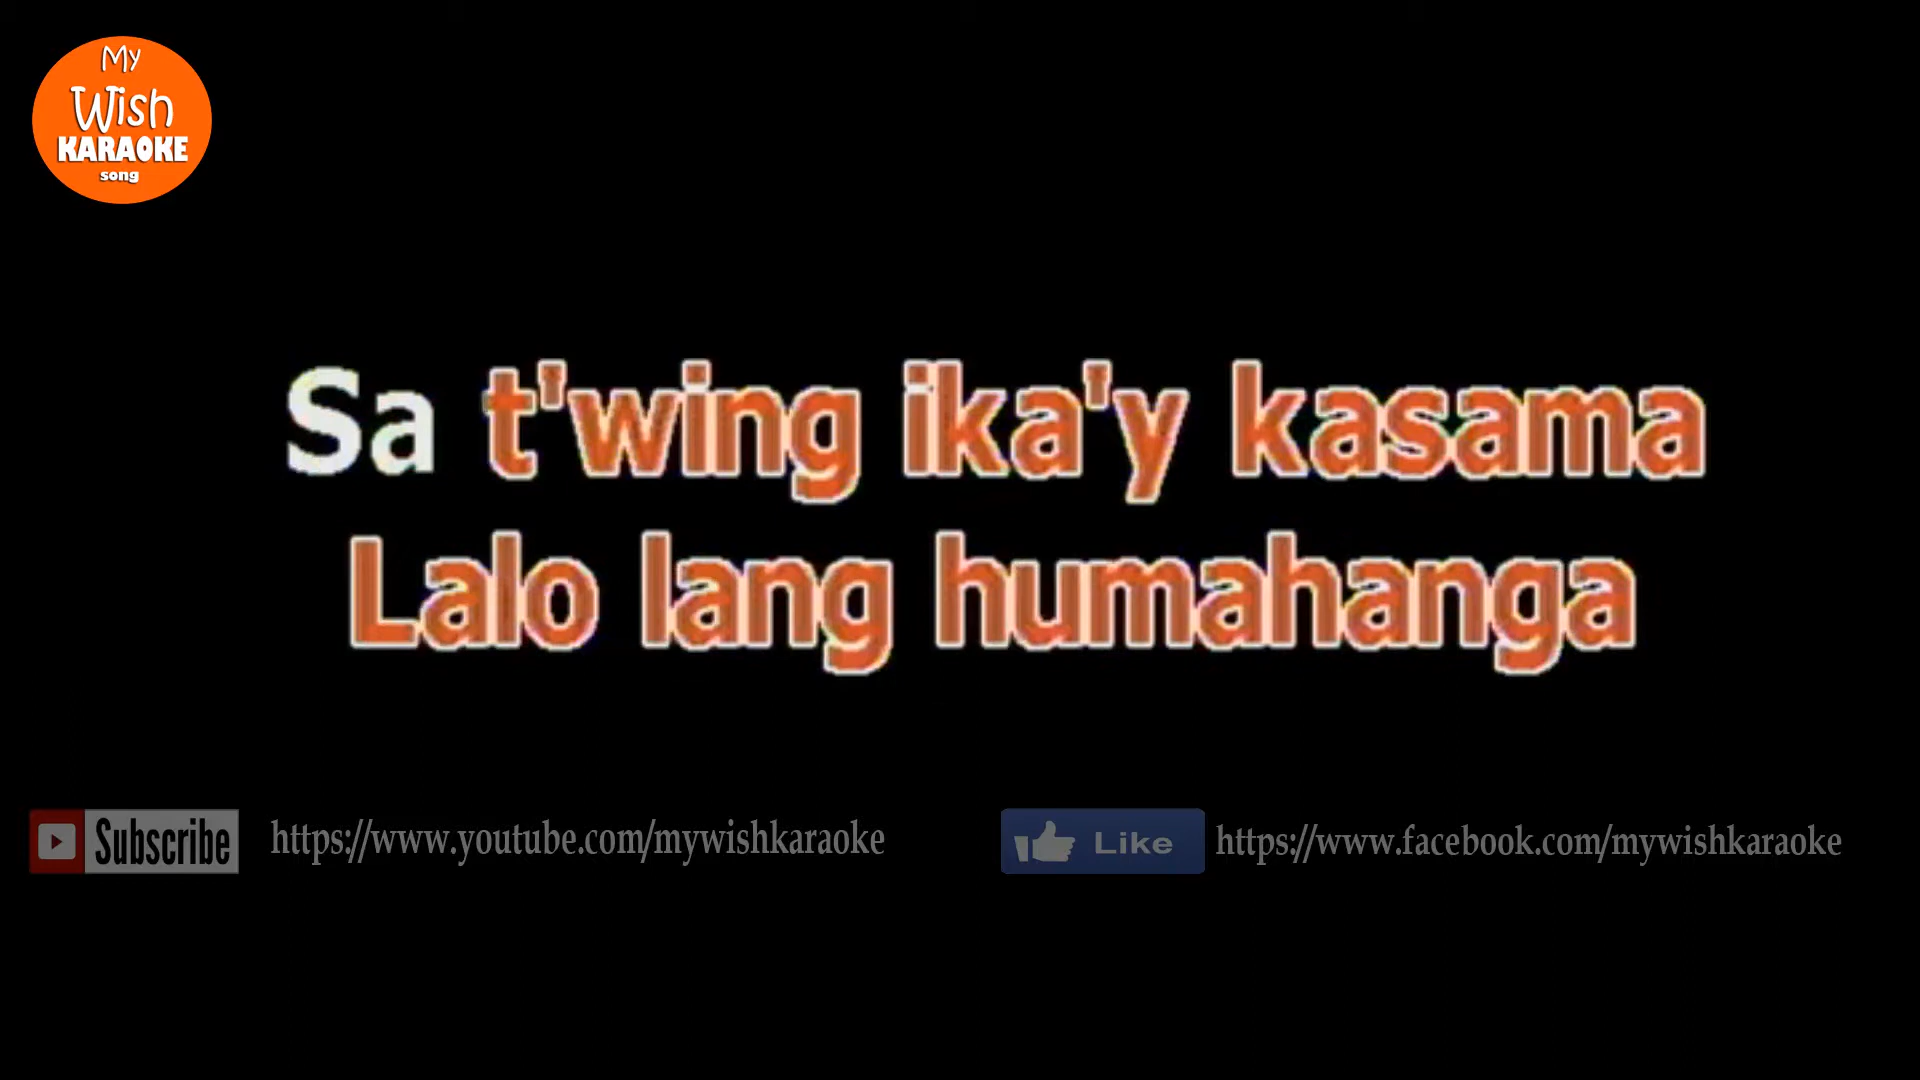 My
Wish
KARAOKE
song
Sa t'wing ika'y kasama
Lalo lang humahanga
Subscribe https://www.youtube.com/mywishkaraoke
Like https://www.facebook.com/mywishkaraoke